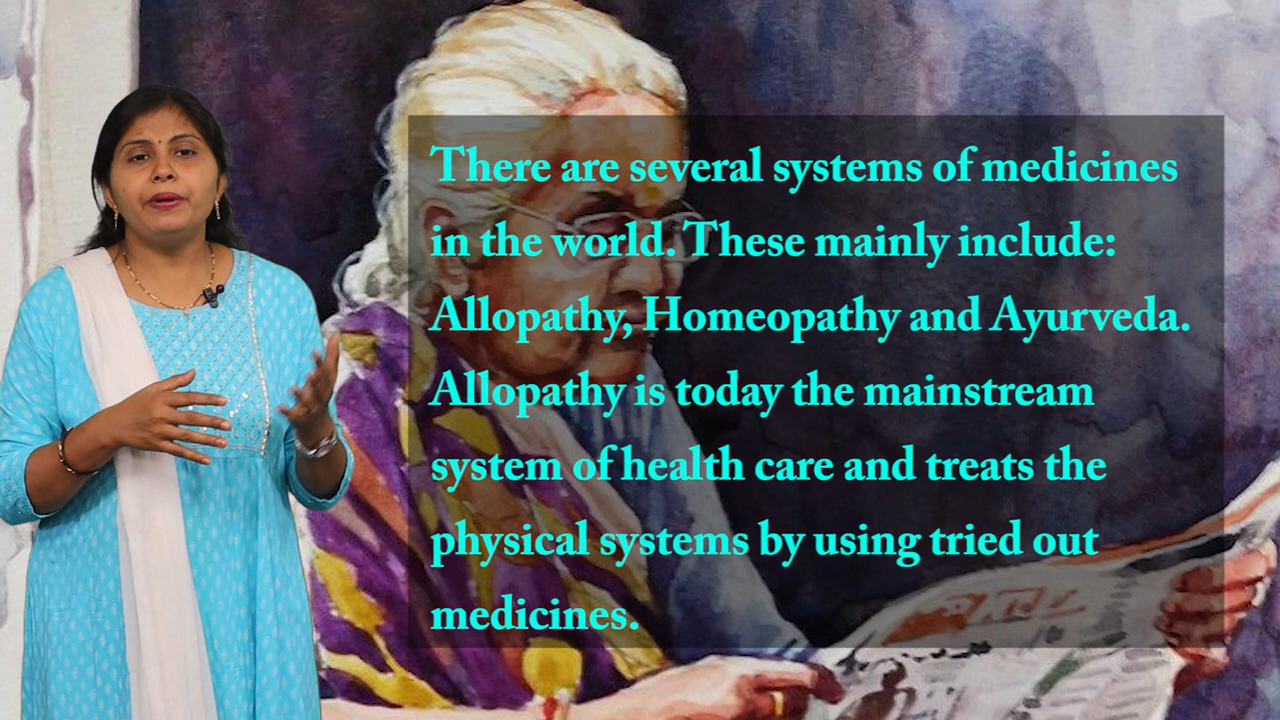 There are several systems of medicines
in the world. These mainly include:
Allopathy, Homeopathy and Ayurveda.
Allopathy is today the mainstream
system of health care and treats the
physical systems by using tried out
medicines.